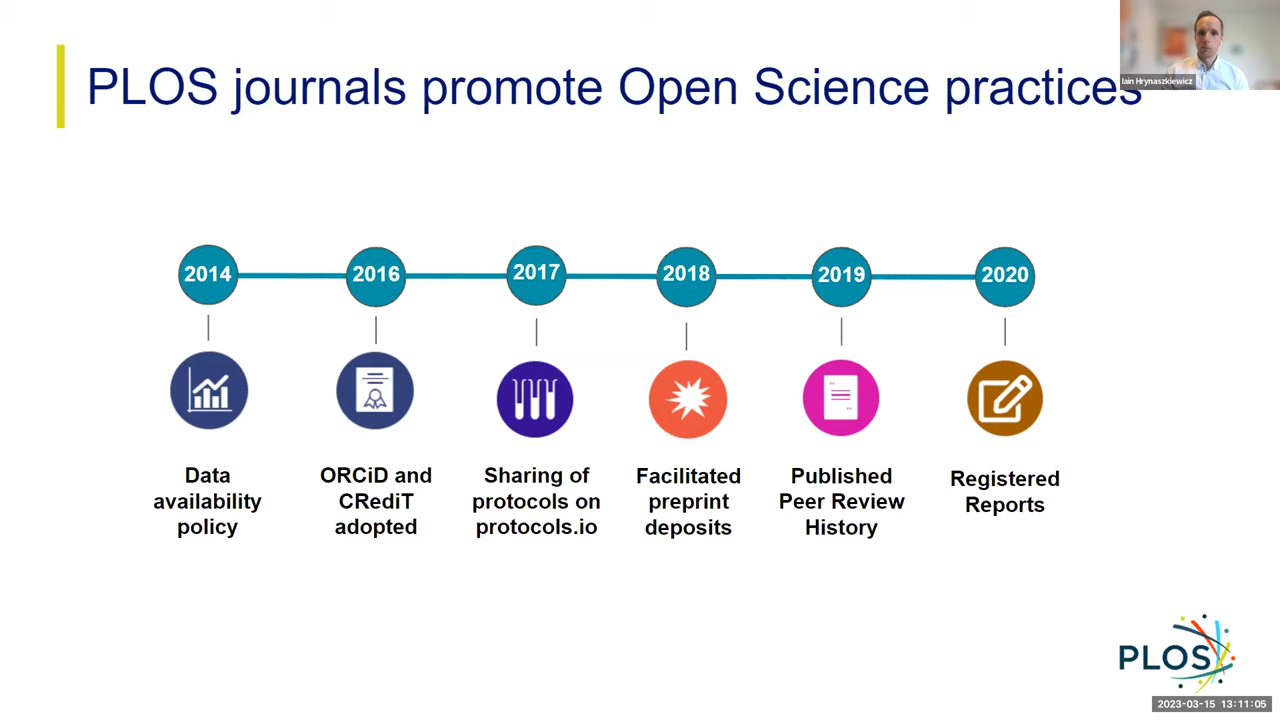 PLOS journals promote Open Science practices
Iain Hrynaszkiewicz
2014
2016
2017
2018
2019
2020
Data
availability
policy
ORCiD and
CRediT
adopted
Sharing of
protocols on
protocols.io
Facilitated
preprint
deposits
Published
Peer Review
History
Registered
Reports
PLOS
2023-03-15 13:11:05